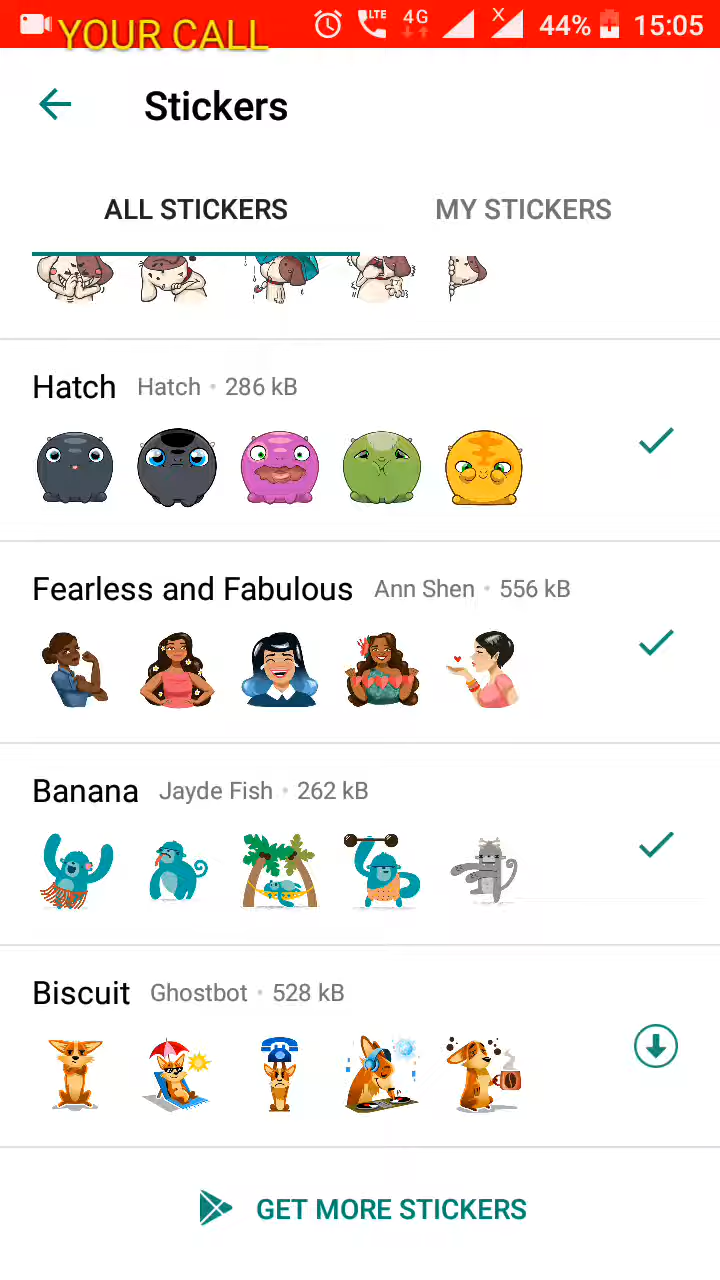 YOUR CALL LTE 4G X 44% 15:05
Stickers
ALL STICKERS MY STICKERS
Hatch Hatch • 286 kB
Fearless and Fabulous Ann Shen • 556 kB
Banana Jayde Fish • 262 kB
Biscuit Ghostbot • 528 kB
GET MORE STICKERS